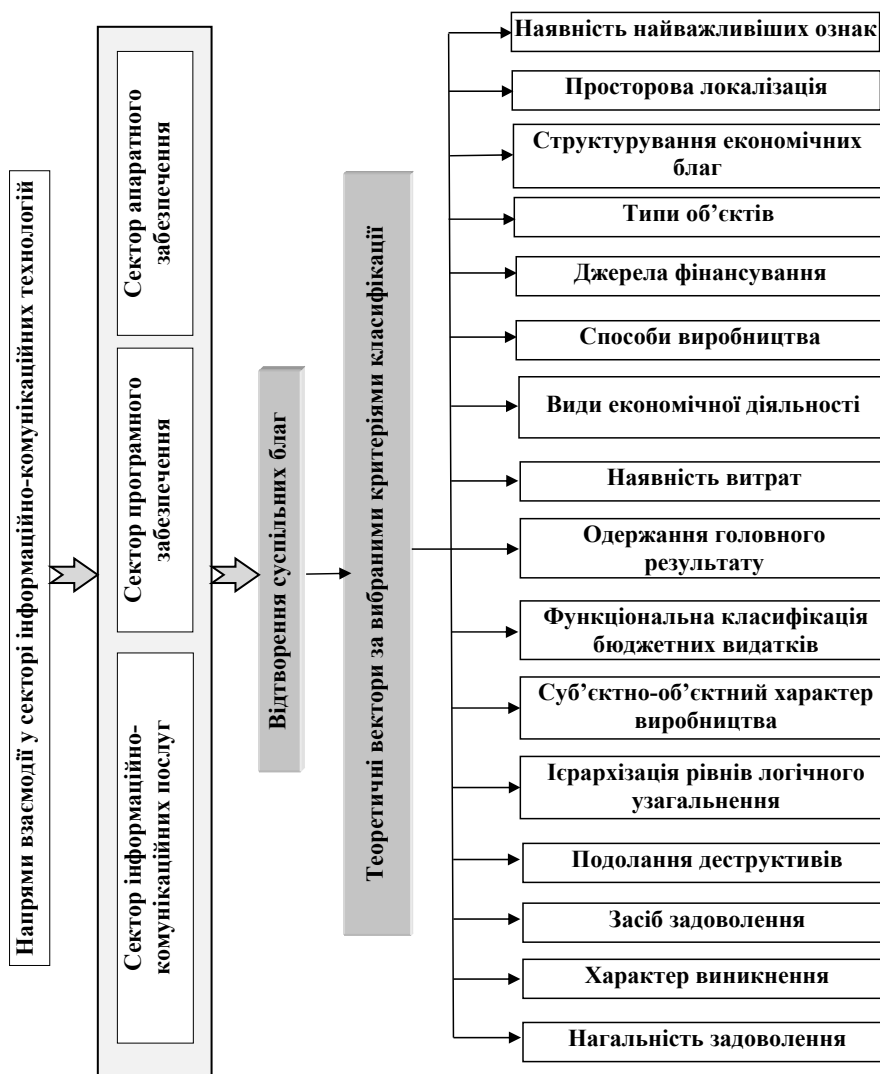 Напрями взаємодії у секторі інформаційно-комунікаційних технологій
Сектор апаратного
забезпечення
Сектор програмного
забезпечення
Сектор інформаційно-
комунікаційних послуг
Відтворення суспільних благ
Теоретичні вектори за вибраними критеріями класифікації
Наявність найважливіших ознак
Просторова локалізація
Структурування економічних
благ
Типи об’єктів
Джерела фінансування
Способи виробництва
Види економічної діяльності
Наявність витрат
Одержання головного
результату
Функціональна класифікація
бюджетних видатків
Суб’єктно-об’єктний характер
виробництва
Ієрархізація рівнів логічного
узагальнення
Подолання деструктивів
Засіб задоволення
Характер виникнення
Нагальність задоволення